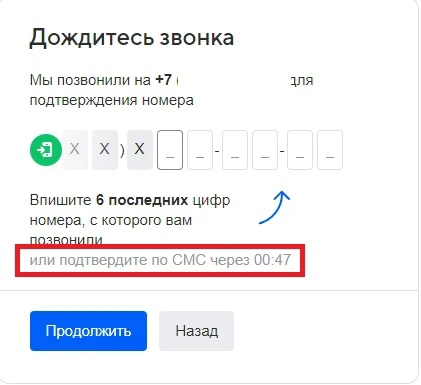 Дождитесь звонка
Мы позвонили на +7 ( для
подтверждения номера
X X ) X _ _ - _ _ - _ _
Впишите 6 последних цифр
номера, с которого вам
позвонили
или подтвердите по СМС через 00:47
Продолжить Назад